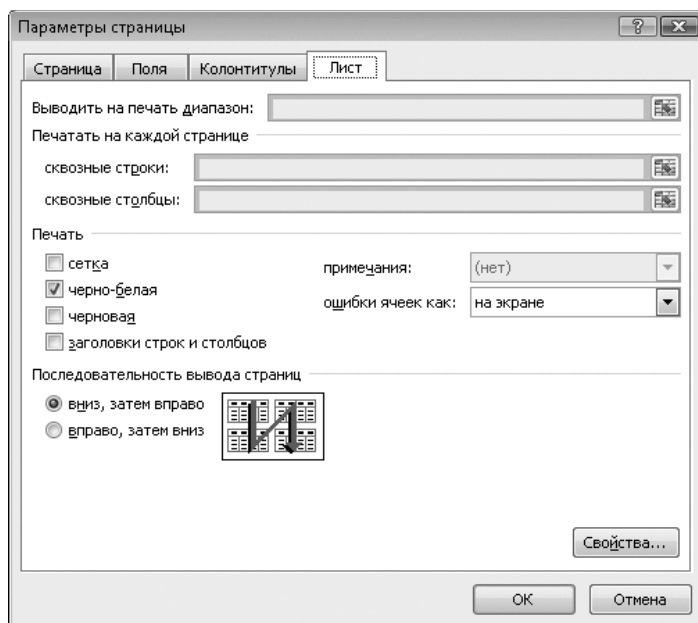 Параметры страницы
Страница Поля Колонтитулы Лист
Выводить на печать диапазон:
Печатать на каждой странице
сквозные строки:
сквозные столбцы:
Печать
сетка
примечания: (нет)
черно-белая
ошибки ячеек как: на экране
черновая
заголовки строк и столбцов
Последовательность вывода страниц
вниз, затем вправо
вправо, затем вниз
Свойства...
ОК Отмена